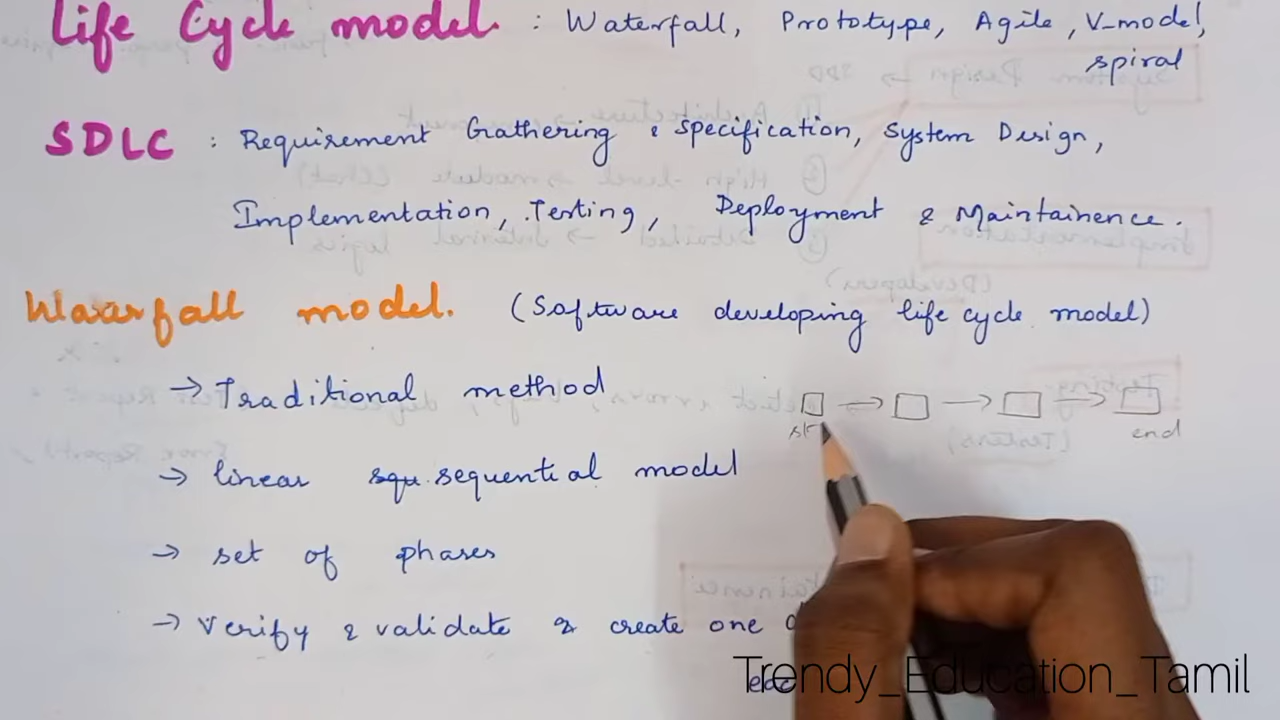 Life Cycle model : Waterfall, Prototype, Agile, V-model,
spiral
SDLC : Requirement Grathering & specification, System Design,
Implementation, Testing, Deployment & Maintainence.
Waterfall model. (Software developing life cycle model)
→ Traditional method
→ linear squ. sequential model
end
→ set of phases
→ Verify & validate & create one
Trendy_Education_Tamil